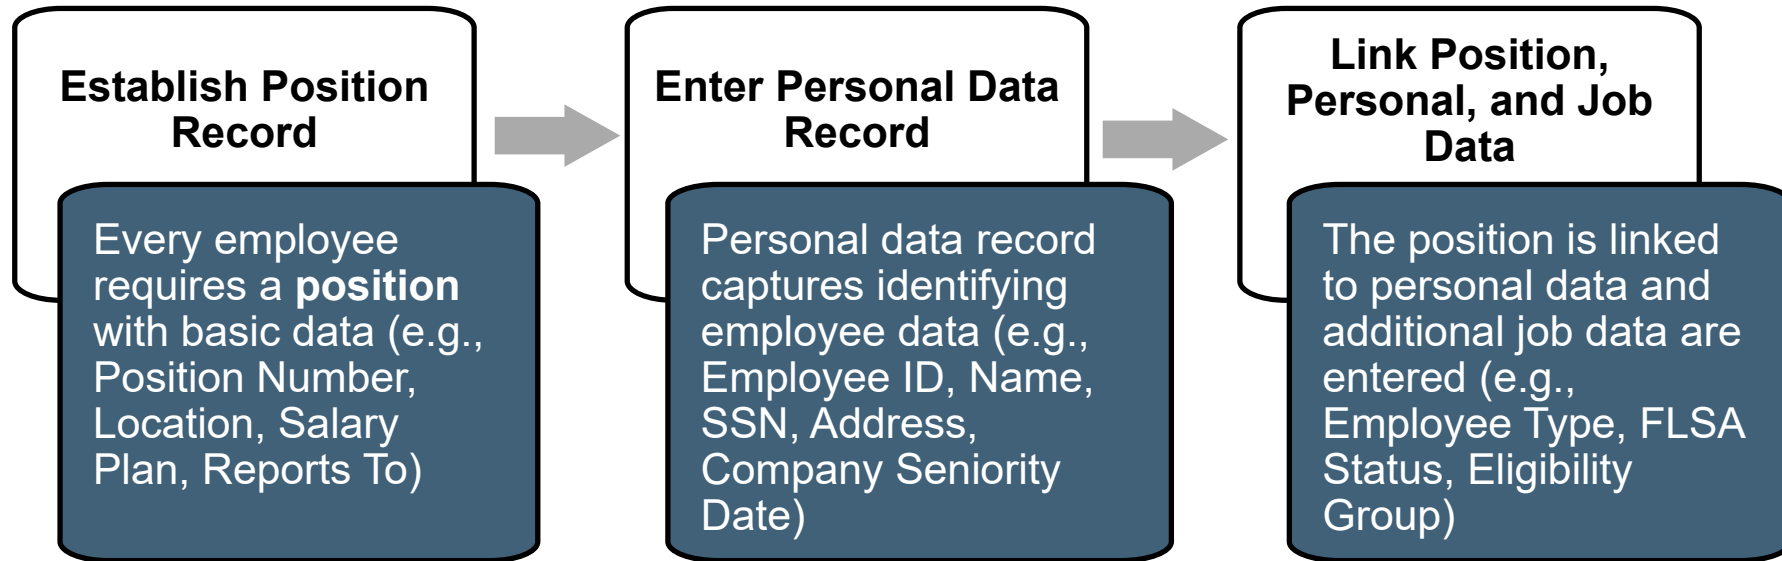 Establish Position
Record
Every employee
requires a position
with basic data (e.g.,
Position Number,
Location, Salary
Plan, Reports To)
Enter Personal Data
Record
Personal data record
captures identifying
employee data (e.g.,
Employee ID, Name,
SSN, Address,
Company Seniority
Date)
Link Position,
Personal, and Job
Data
The position is linked
to personal data and
additional job data are
entered (e.g.,
Employee Type, FLSA
Status, Eligibility
Group)